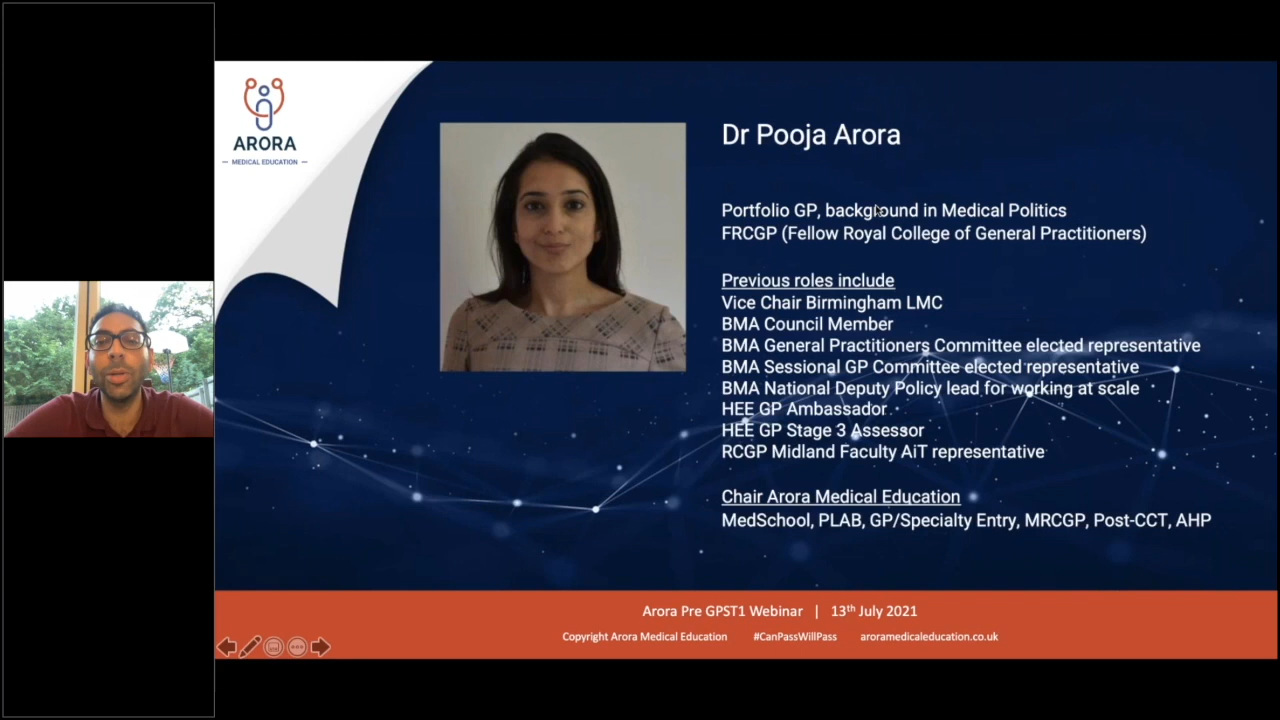 ARORA
MEDICAL EDUCATION
Dr Pooja Arora
Portfolio GP, background in Medical Politics
FRCGP (Fellow Royal College of General Practitioners)
Previous roles include
Vice Chair Birmingham LMC
BMA Council Member
BMA General Practitioners Committee elected representative
BMA Sessional GP Committee elected representative
BMA National Deputy Policy lead for working at scale
HEE GP Ambassador
HEE GP Stage 3 Assessor
RCGP Midland Faculty AiT representative
Chair Arora Medical Education
MedSchool, PLAB, GP/Specialty Entry, MRCGP, Post-CCT, AHP
Arora Pre GPST1 Webinar | 13th July 2021
Copyright Arora Medical Education #CanPassWillPass aroramedicaleducation.co.uk